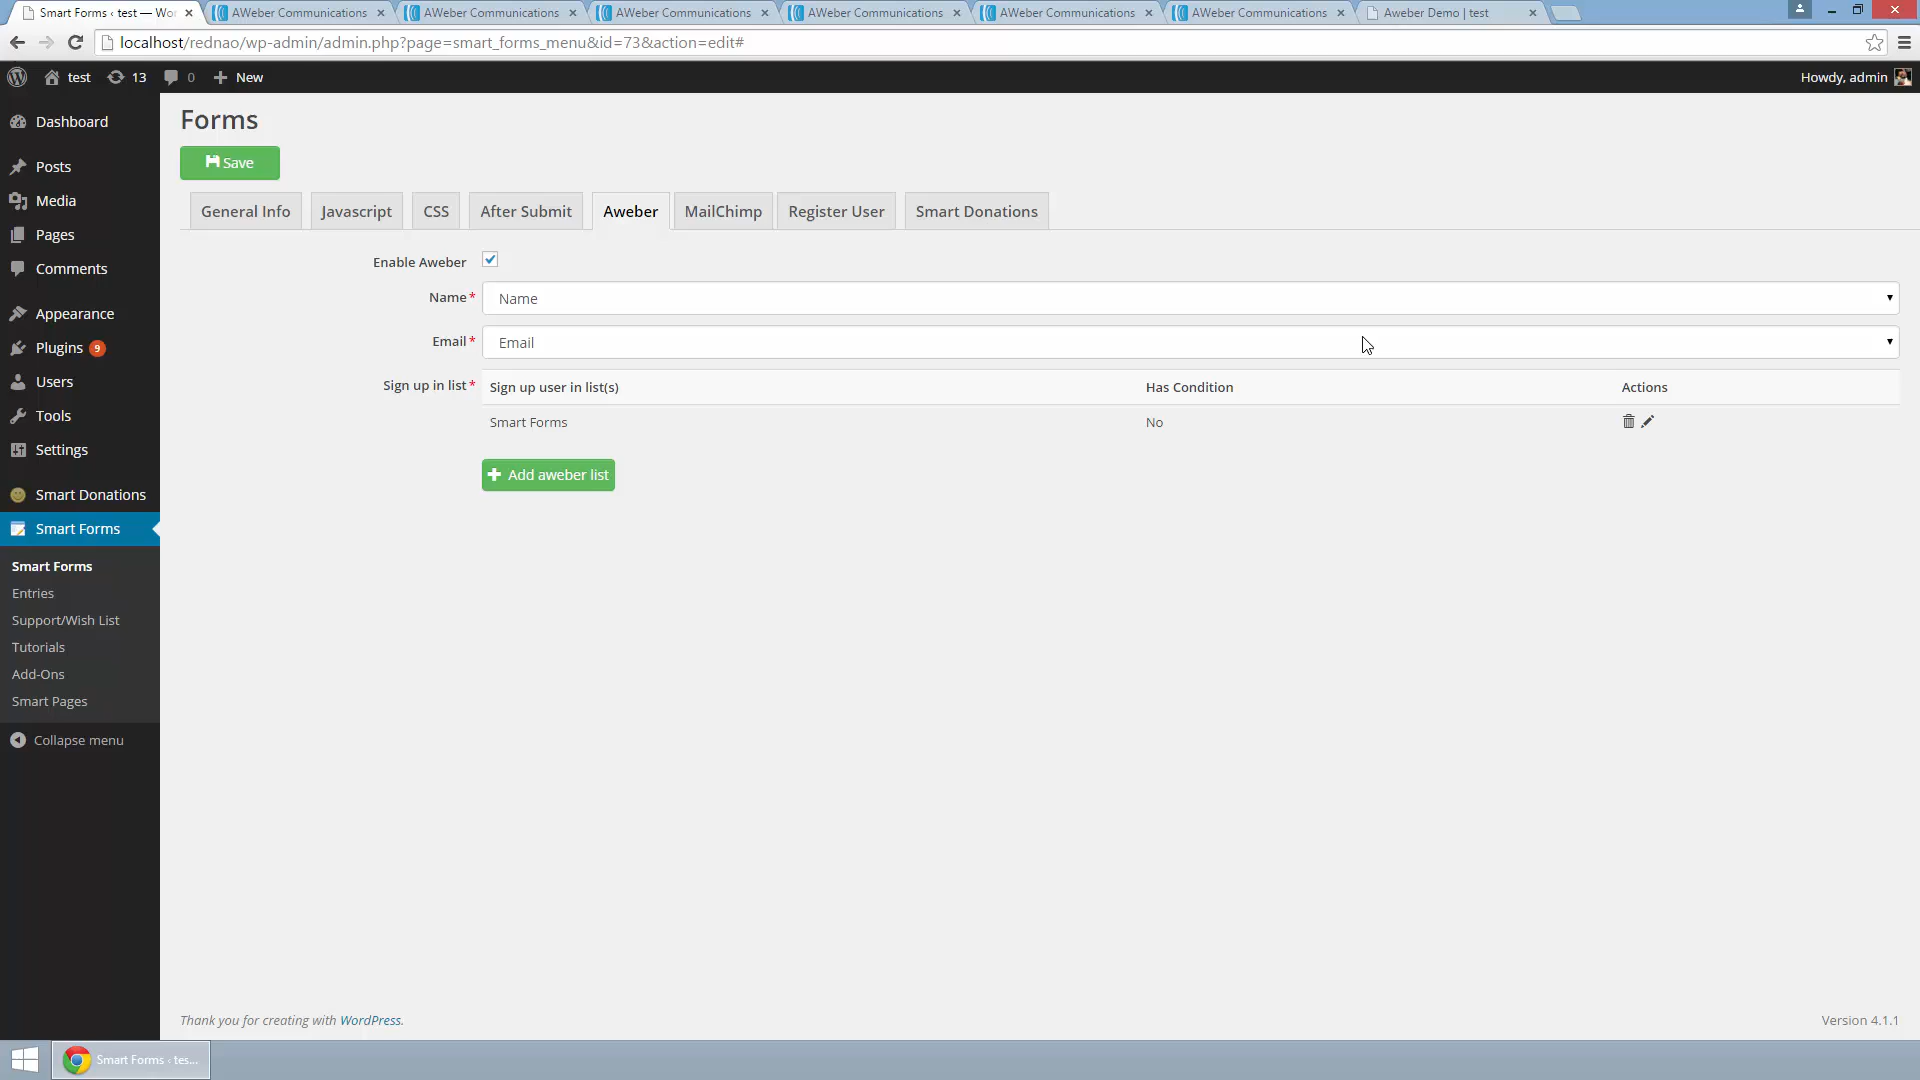 Smart Forms ‹ test — Wor
AWeber Communications
AWeber Communications
AWeber Communications
AWeber Communications
AWeber Communications
AWeber Communications
Aweber Demo | test
localhost/rednao/wp-admin/admin.php?page=smart_forms_menu&id=73&action=edit#
test
13
0
New
Howdy, admin
Dashboard
Posts
Media
Pages
Comments
Appearance
Plugins 9
Users
Tools
Settings
Smart Donations
Smart Forms
Smart Forms
Entries
Support/Wish List
Tutorials
Add-Ons
Smart Pages
Collapse menu
Forms
Save
General Info
Javascript
CSS
After Submit
Aweber
MailChimp
Register User
Smart Donations
Enable Aweber
Name*
Name
Email*
Email
Sign up in list*
Sign up user in list(s)
Has Condition
Actions
Smart Forms
No
Add aweber list
Thank you for creating with WordPress.
Version 4.1.1
Smart Forms ‹ tes...